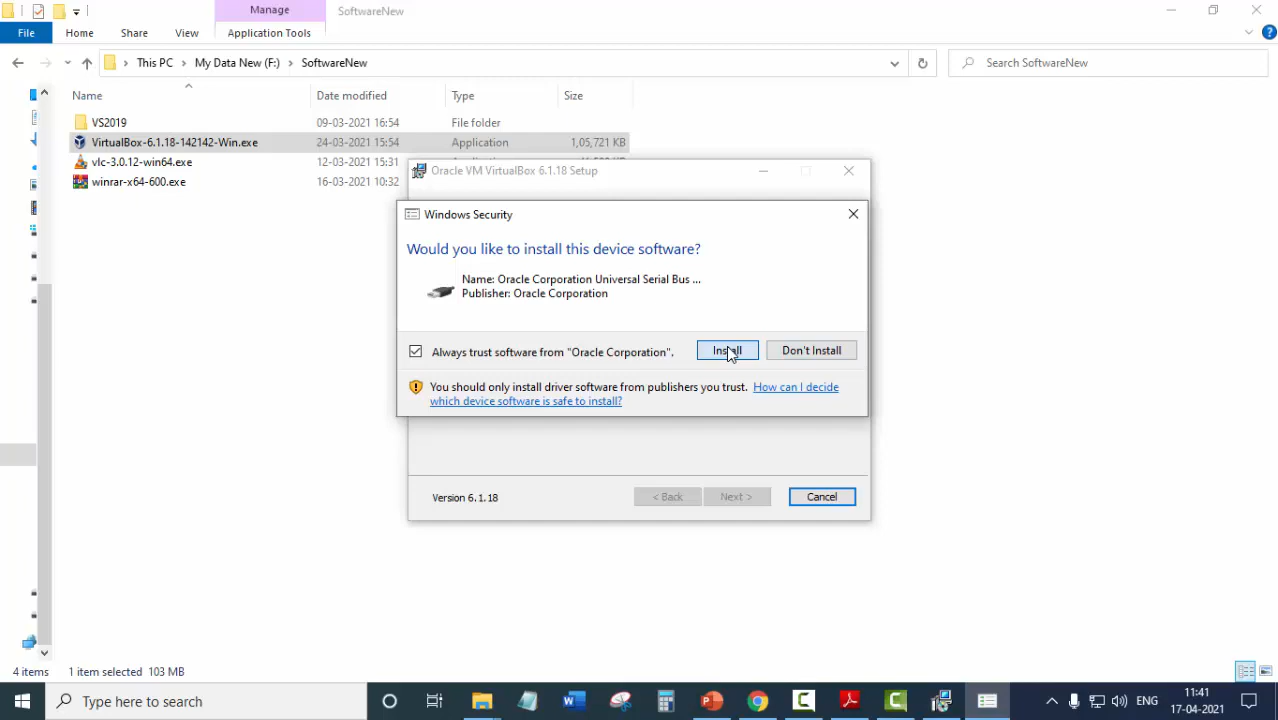 Manage
SoftwareNew
File
Home
Share
View
Application Tools
This PC
My Data New (F:)
SoftwareNew
Search SoftwareNew
Name
Date modified
Type
Size
VS2019
09-03-2021 16:54
File folder
VirtualBox-6.1.18-142142-Win.exe
24-03-2021 15:54
Application
1,05,721 KB
vlc-3.0.12-win64.exe
12-03-2021 15:31
winrar-x64-600.exe
16-03-2021 10:32
Oracle VM VirtualBox 6.1.18 Setup
Windows Security
Would you like to install this device software?
Name: Oracle Corporation Universal Serial Bus ...
Publisher: Oracle Corporation
Always trust software from "Oracle Corporation".
Install
Don't Install
You should only install driver software from publishers you trust. How can I decide
which device software is safe to install?
Version 6.1.18
< Back
Next >
Cancel
4 items
1 item selected 103 MB
Type here to search
ENG
11:41
17-04-2021